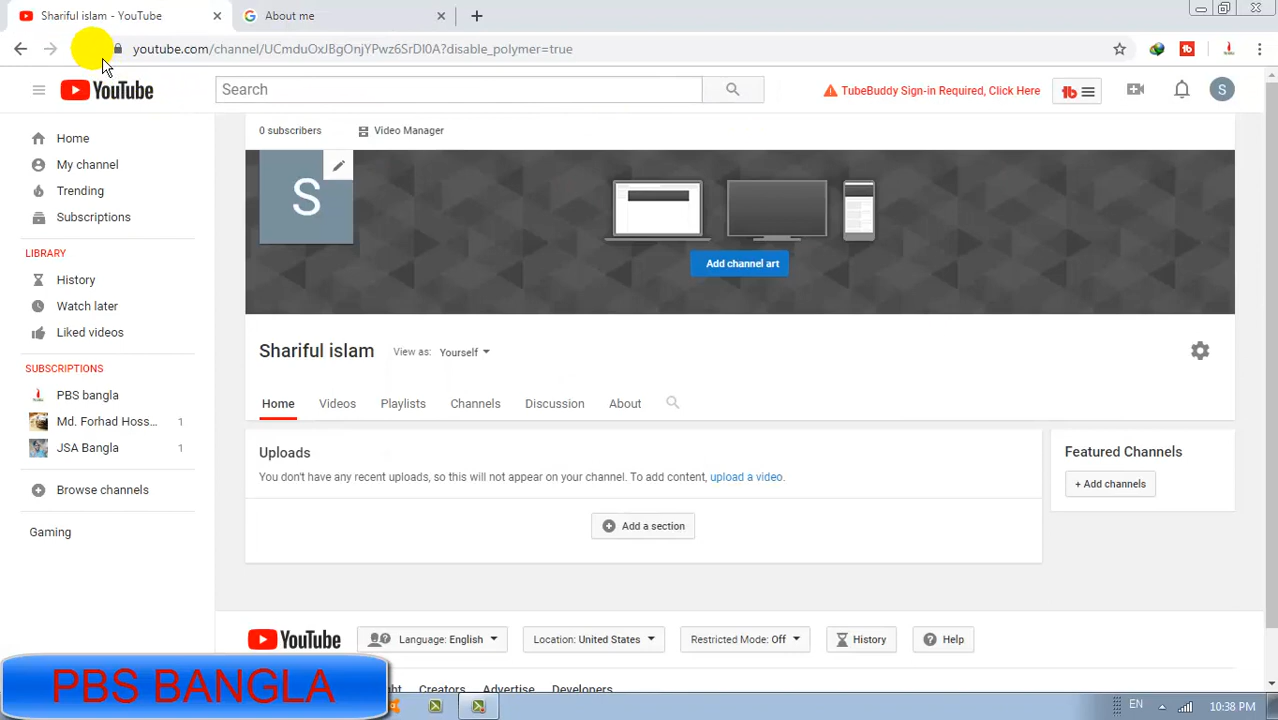 Shariful islam - YouTube
About me
youtube.com/channel/UCmduOxJBgOnjYPwz6SrDI0A?disable_polymer=true
YouTube
Search
TubeBuddy Sign-in Required, Click Here
tb
S
Home
My channel
Trending
Subscriptions
LIBRARY
History
Watch later
Liked videos
SUBSCRIPTIONS
PBS bangla
Md. Forhad Hoss... 1
JSA Bangla 1
Browse channels
Gaming
0 subscribers
Video Manager
S
Add channel art
Shariful islam
View as: Yourself
Home Videos Playlists Channels Discussion About
Uploads
You don't have any recent uploads, so this will not appear on your channel. To add content, upload a video.
Add a section
Featured Channels
+ Add channels
YouTube
Language: English
Location: United States
Restricted Mode: Off
History
Help
Creators Advertise Developers
PBS BANGLA
EN
10:38 PM